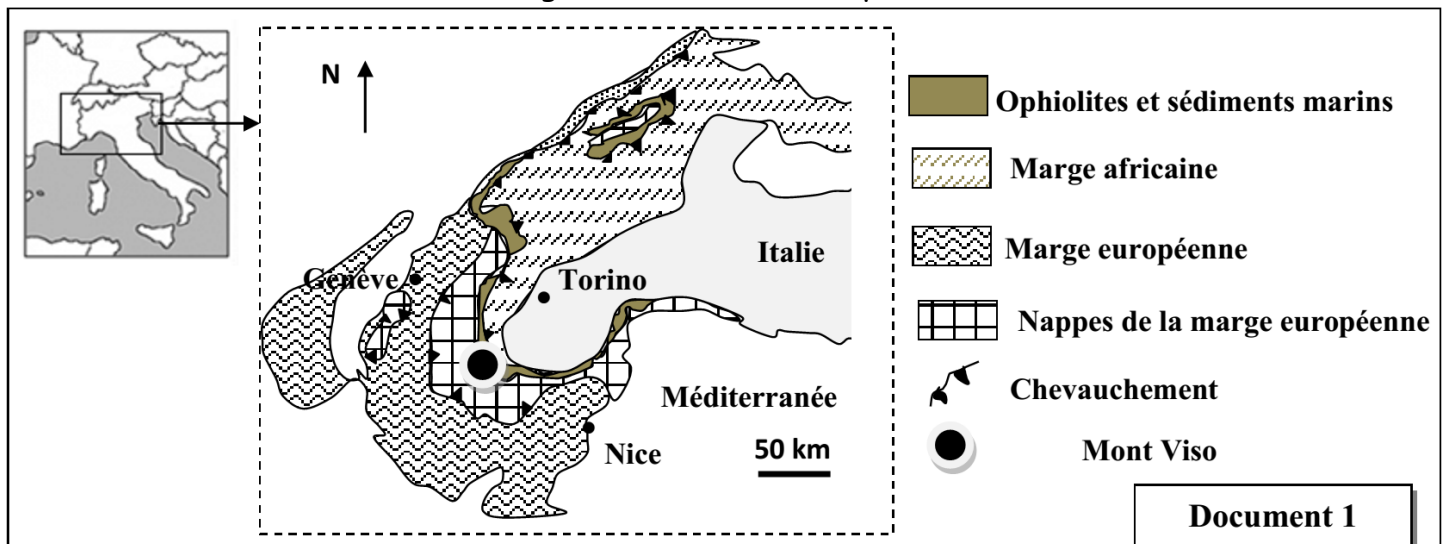 N
Genève
Torino
Italie
Méditerranée
Nice
50 km
Ophiolites et sédiments marins
Marge africaine
Marge européenne
Nappes de la marge européenne
Chevauchement
Mont Viso
Document 1